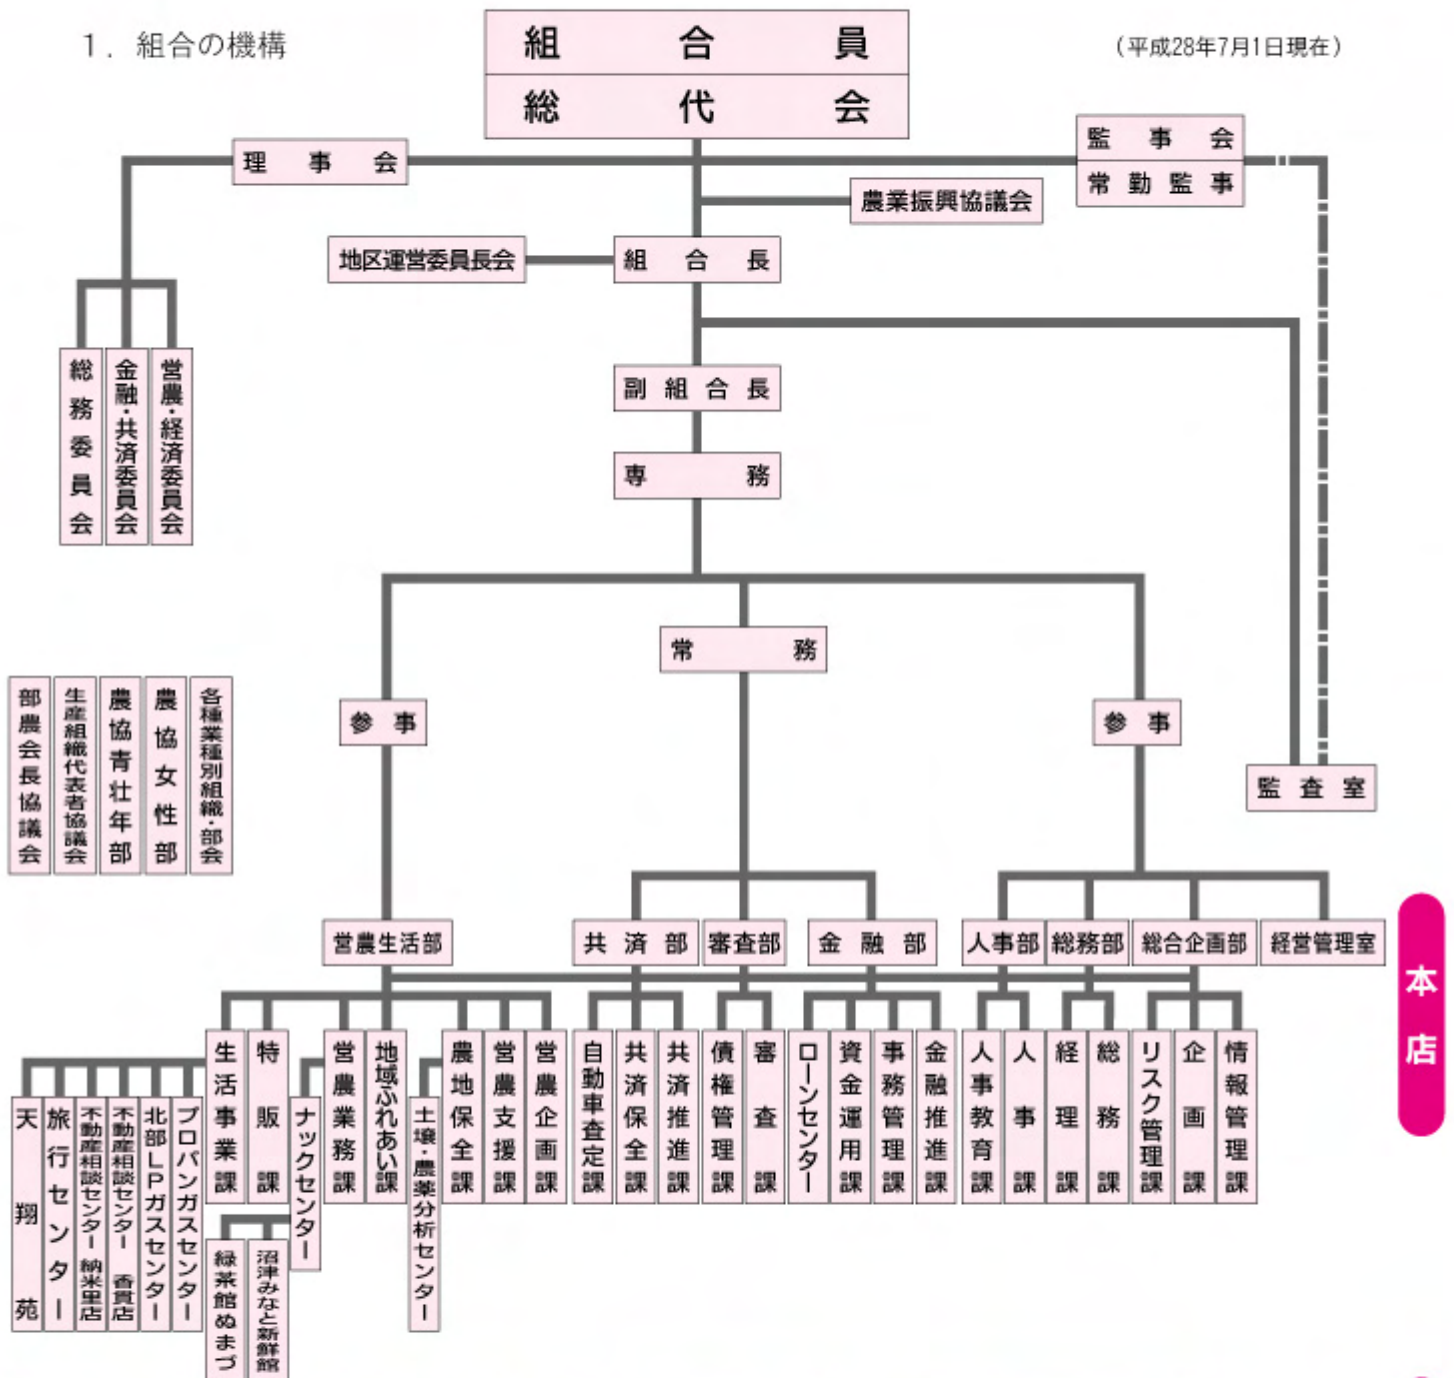 1．組合の機構
組合員
総代会
（平成28年7月1日現在）
理事会
監事会
常勤監事
農業振興協議会
地区運営委員長会
組合長
総務委員会
金融・共済委員会
営農・経済委員会
副組合長
専務
常務
部農会長協議会
生産組織代表者協議会
農協青壮年部
農協女性部
各種業種別組織・部会
参事
参事
監査室
営農生活部
共済部
審査部
金融部
人事部
総務部
総合企画部
経営管理室
本店
生活事業課
特販課
営農業務課
地域ふれあい課
農地保全課
営農支援課
営農企画課
自動車査定課
共済保全課
共済推進課
債権管理課
審査課
ローンセンター
資金運用課
事務管理課
金融推進課
人事教育課
人事課
経理課
総務課
リスク管理課
企画課
情報管理課
天翔苑
旅行センター
不動産相談センター 納米里店
不動産相談センター 香貫店
北部LPガスセンター
プロパンガスセンター
ナックセンター
土壌・農薬分析センター
緑茶館ぬまづ
沼津みなと新鮮館